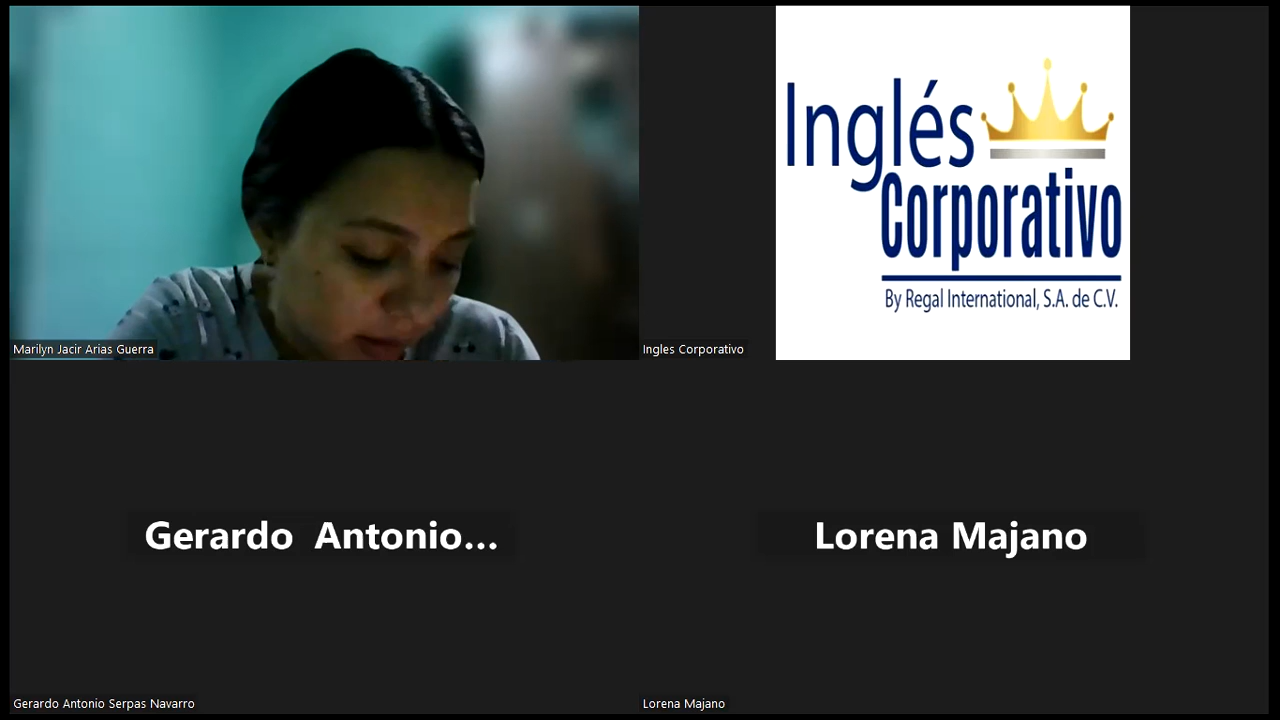 Marilyn Jacir Arias Guerra
Inglés
Corporativo
By Regal International, S.A. de C.V.
Ingles Corporativo
Gerardo Antonio...
Lorena Majano
Gerardo Antonio Serpas Navarro
Lorena Majano